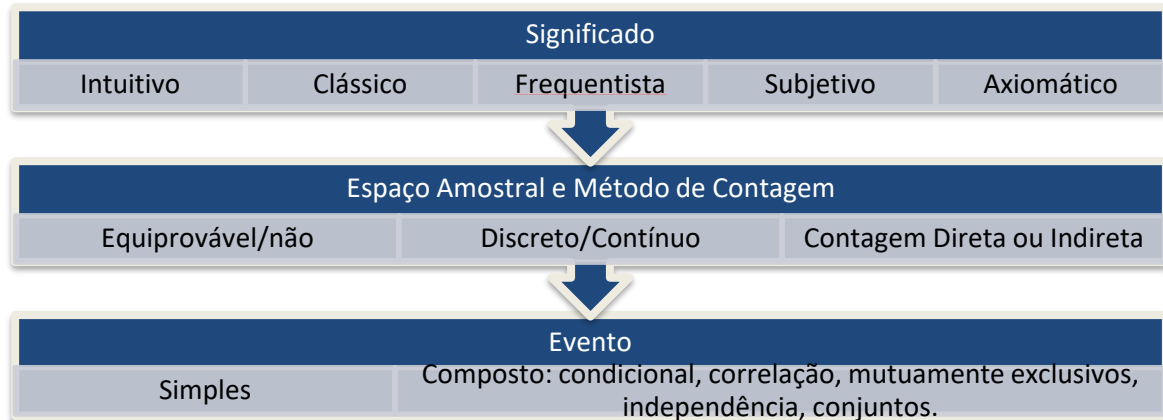 Significado
Intuitivo Clássico Frequentista Subjetivo Axiomático
Espaço Amostral e Método de Contagem
Equiprovável/não Discreto/Contínuo Contagem Direta ou Indireta
Evento
Simples
Composto: condicional, correlação, mutuamente exclusivos,
independência, conjuntos.